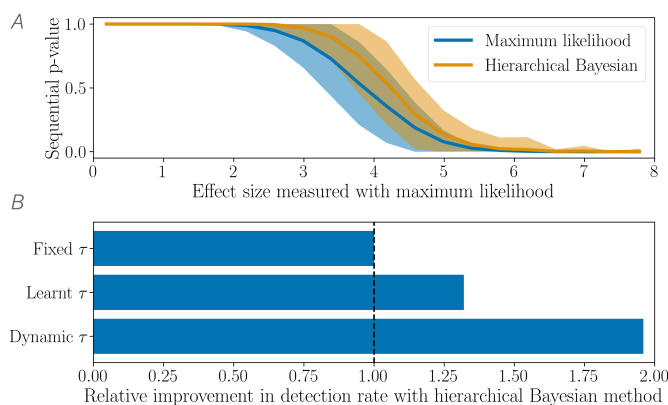 A
Sequential p-value
1.0
0.5
0.0
Maximum likelihood
Hierarchical Bayesian
0 1 2 3 4 5 6 7 8
Effect size measured with maximum likelihood
B
Fixed τ
Learnt τ
Dynamic τ
0.00 0.25 0.50 0.75 1.00 1.25 1.50 1.75 2.00
Relative improvement in detection rate with hierarchical Bayesian method